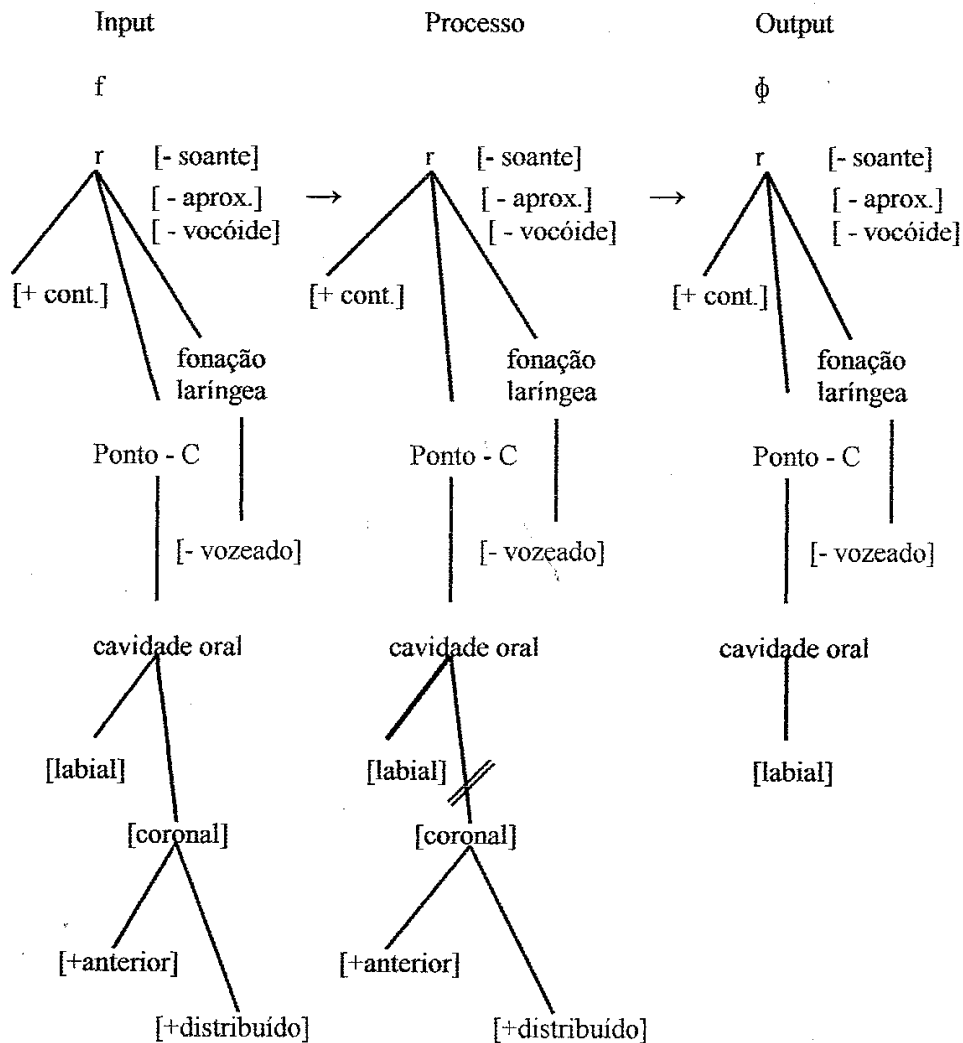 Input Processo Output
f ɸ
r [- soante] r [- soante] r [- soante]
[ - aprox.] → [ - aprox.] → [ - aprox.]
[ - vocóide] [ - vocóide] [ - vocóide]
[+ cont.] [+ cont.] [+ cont.]
fonação fonação fonação
laríngea laríngea laríngea
Ponto - C Ponto - C Ponto - C
[- vozeado] [- vozeado] [- vozeado]
cavidade oral cavidade oral cavidade oral
[labial] [labial] [labial]
[coronal] [coronal]
[+anterior] [+anterior]
[+distribuído] [+distribuído]